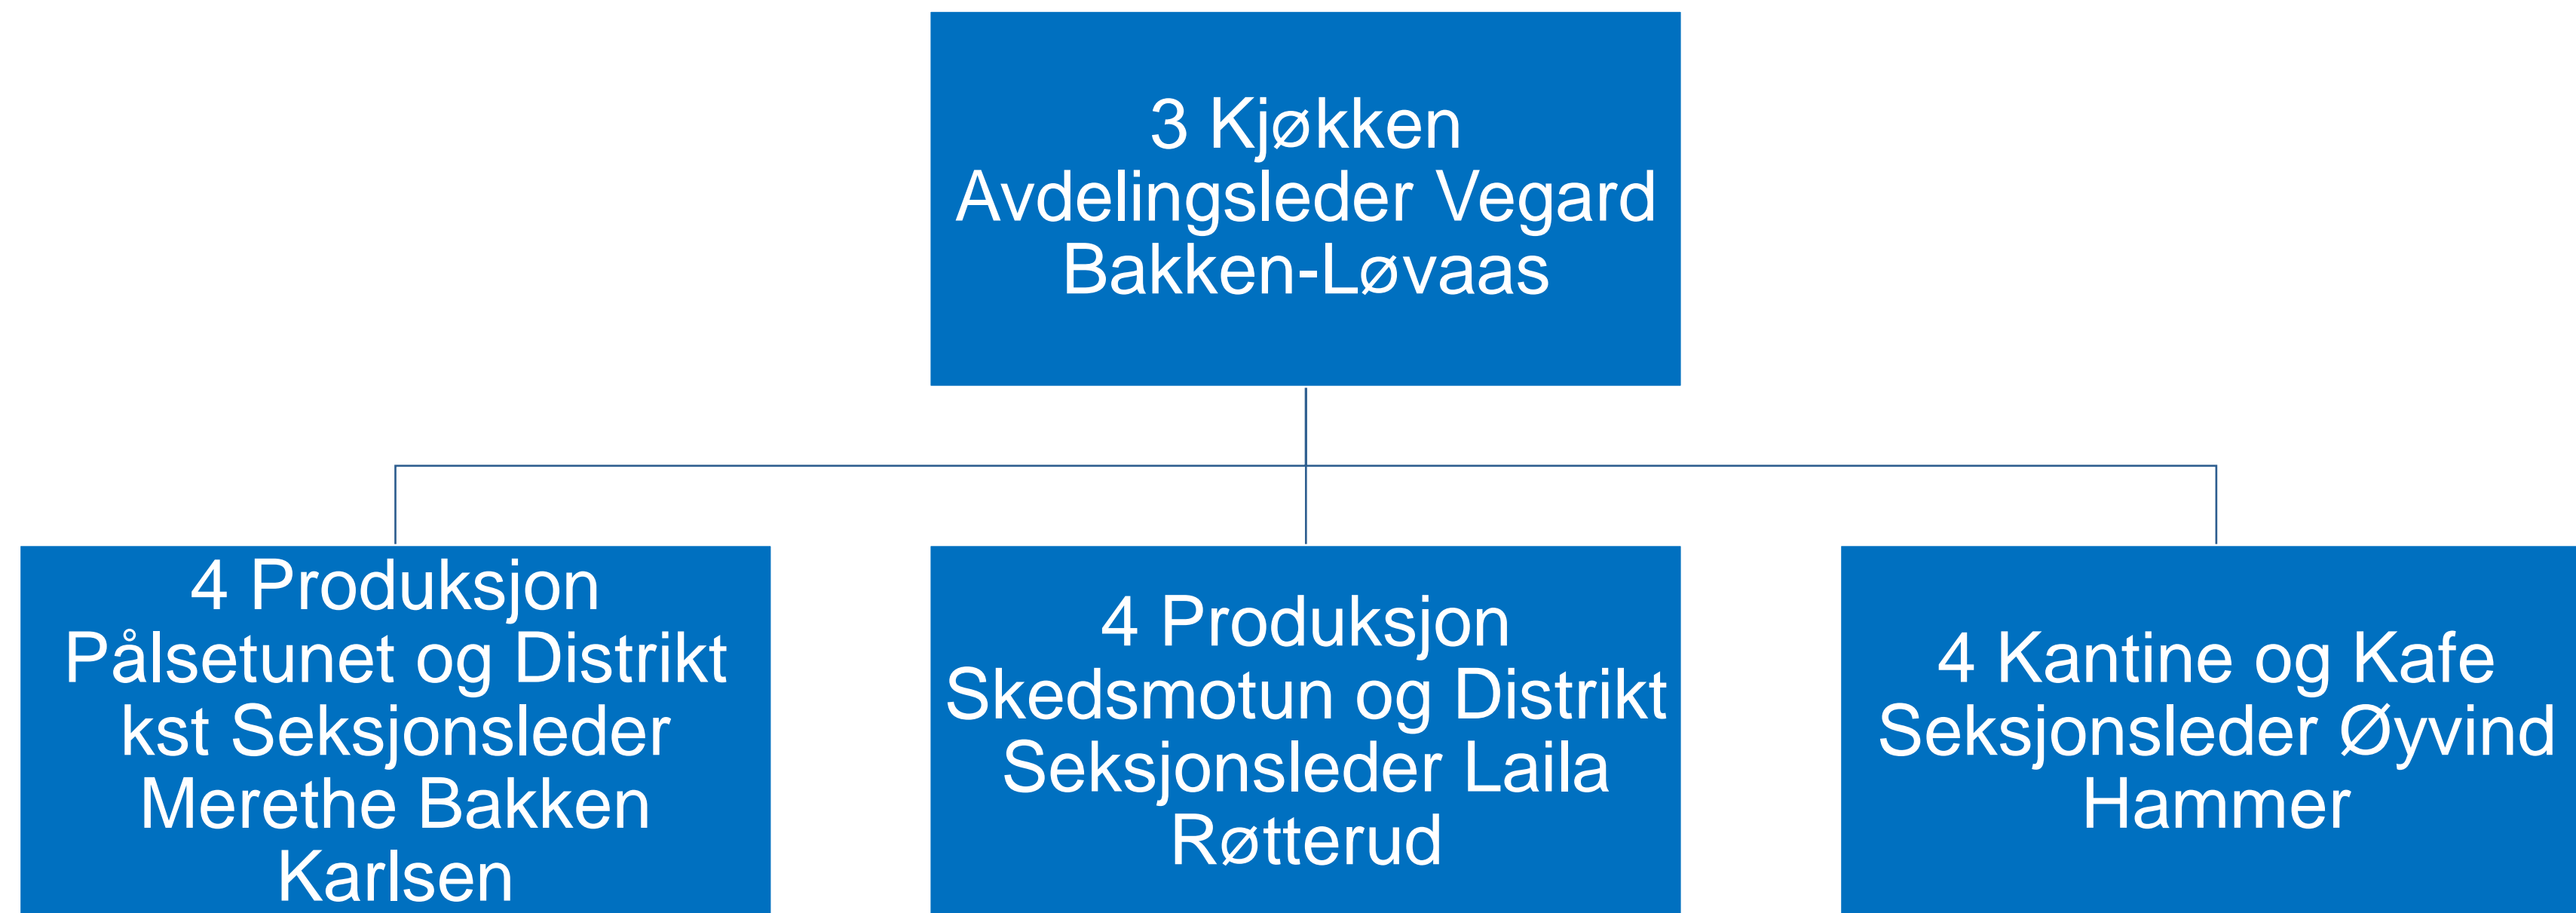 3 Kjøkken
Avdelingsleder Vegard
Bakken-Løvaas
4 Produksjon
Pålsetunet og Distrikt
kst Seksjonsleder
Merethe Bakken
Karlsen
4 Produksjon
Skedsmotun og Distrikt
Seksjonsleder Laila
Røtterud
4 Kantine og Kafe
Seksjonsleder Øyvind
Hammer